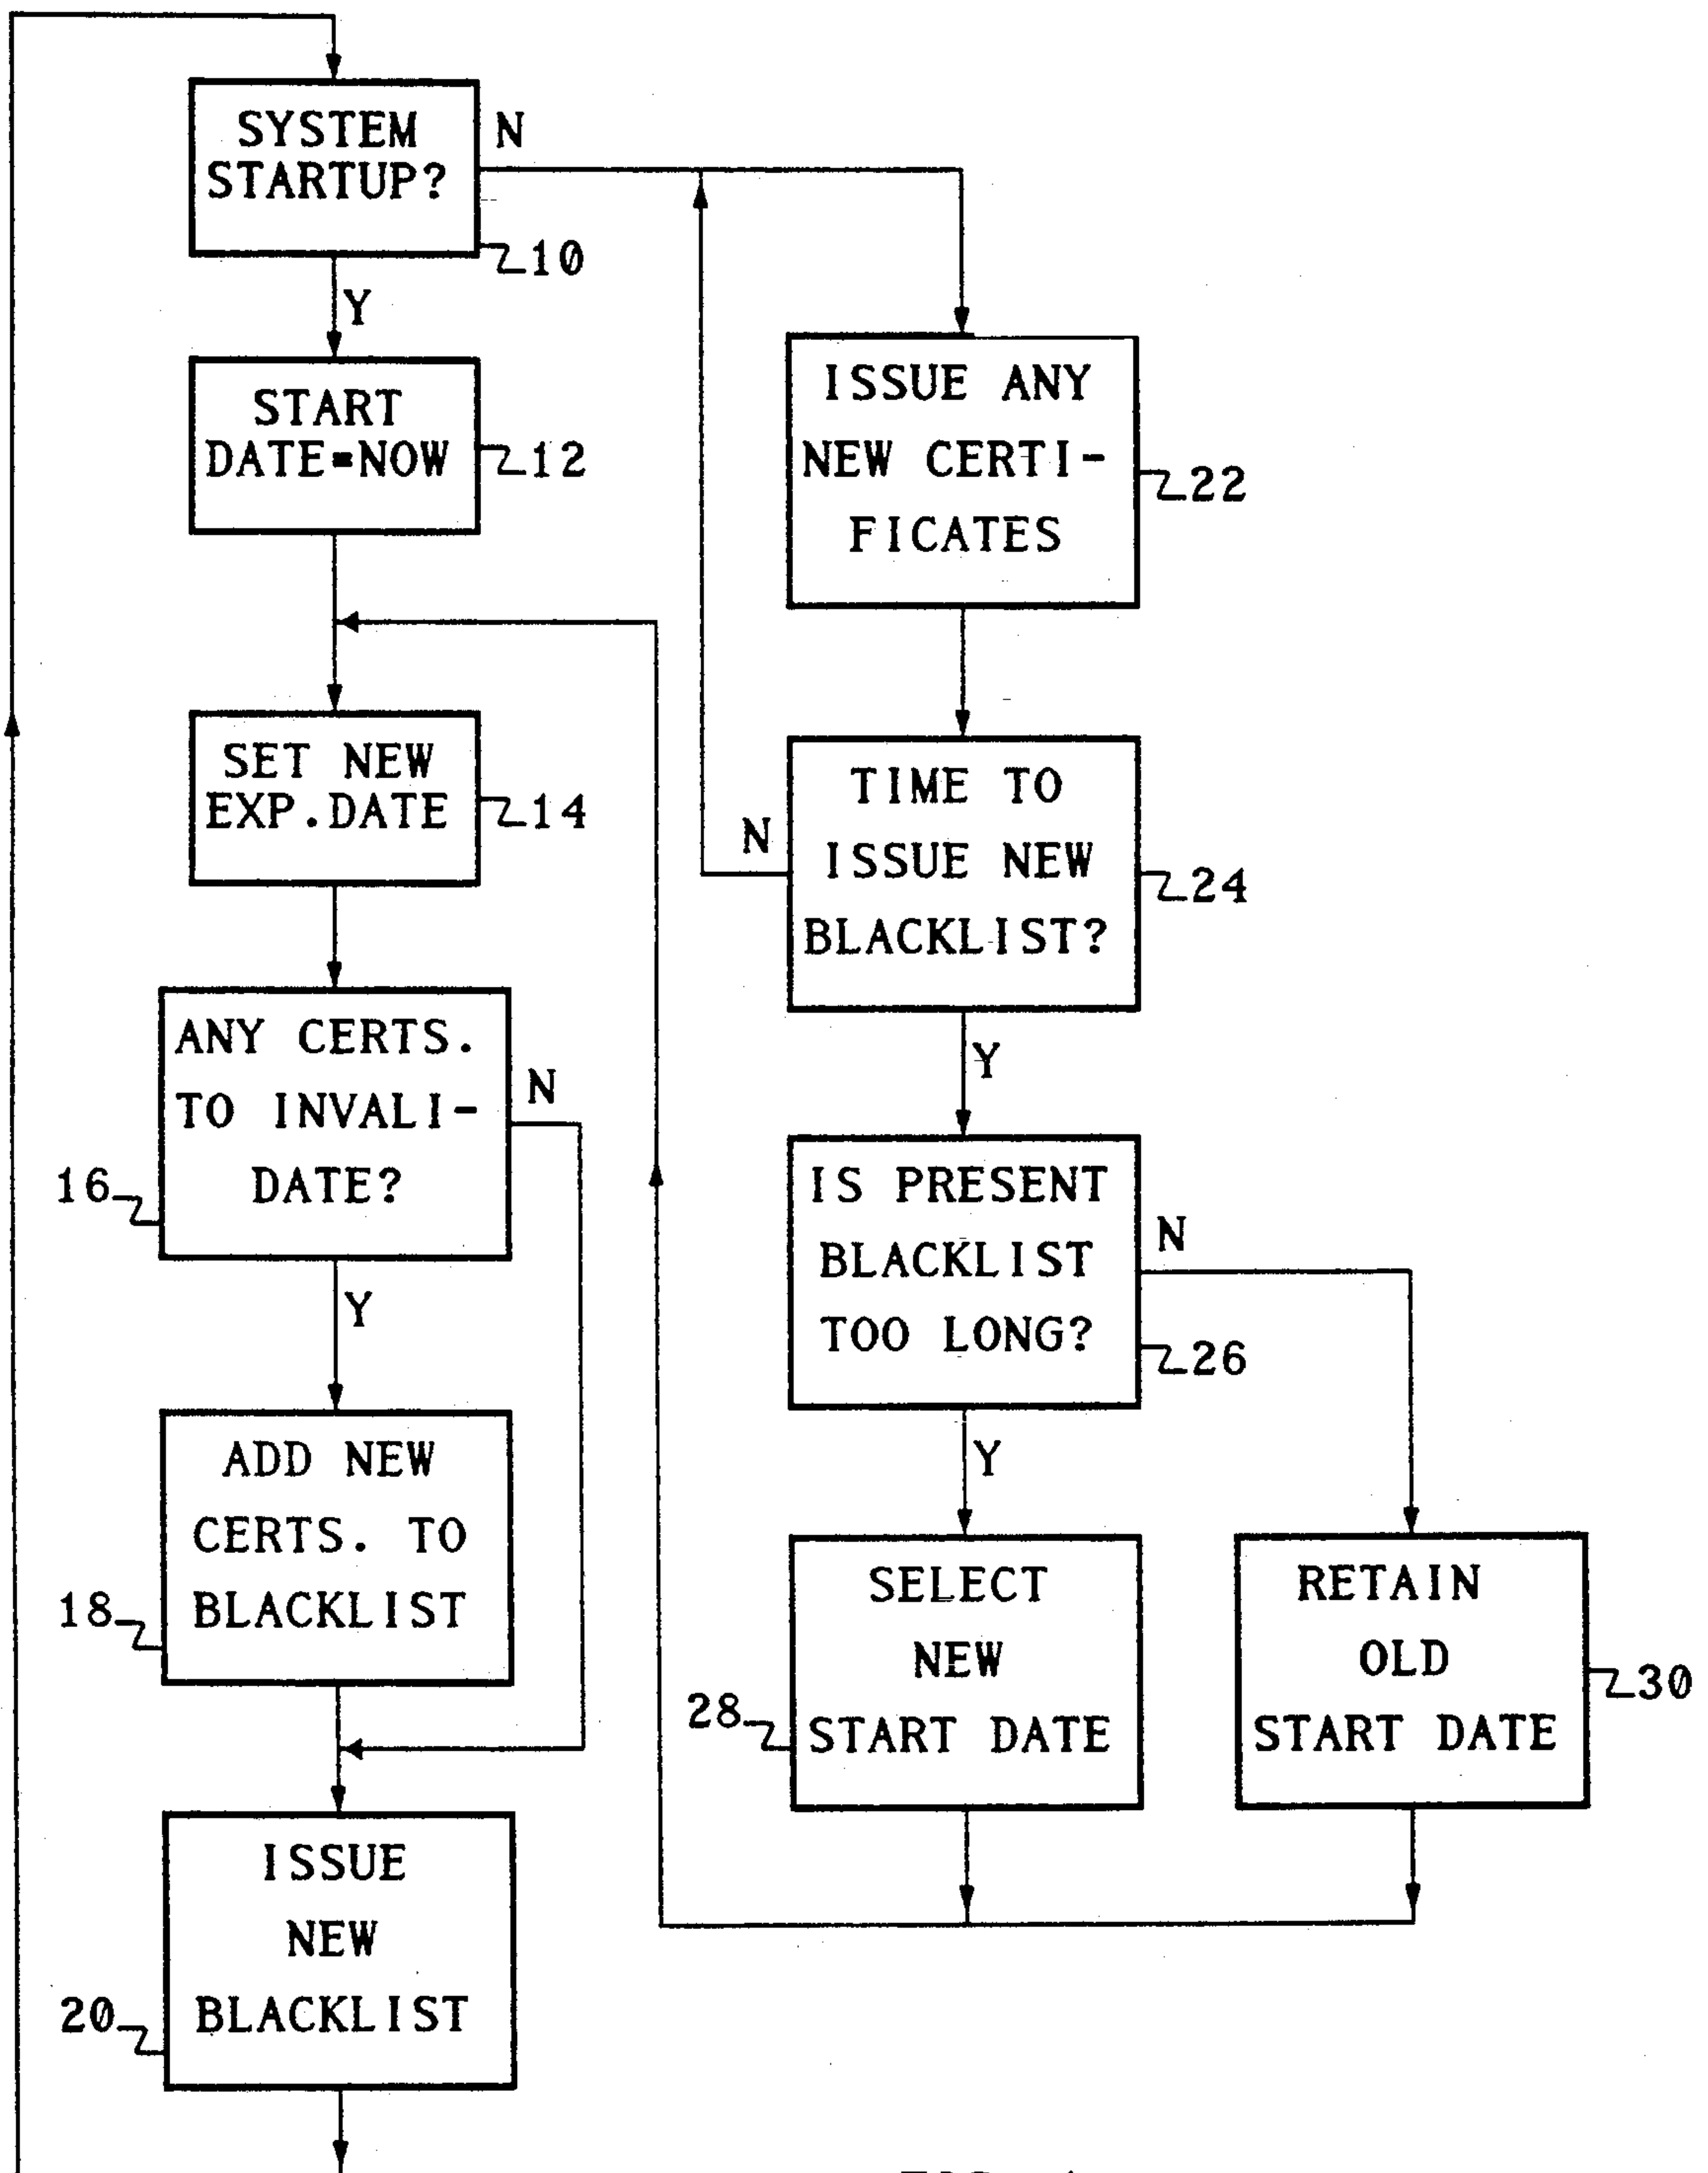 SYSTEM
STARTUP?
N
10
Y
START
DATE=NOW
12
SET NEW
EXP.DATE
14
ANY CERTS.
TO INVALI-
DATE?
N
16
Y
ADD NEW
CERTS. TO
BLACKLIST
18
ISSUE
NEW
BLACKLIST
20
ISSUE ANY
NEW CERTI-
FICATES
22
TIME TO
ISSUE NEW
BLACKLIST?
N
24
Y
IS PRESENT
BLACKLIST
TOO LONG?
N
26
Y
SELECT
NEW
START DATE
28
RETAIN
OLD
START DATE
30